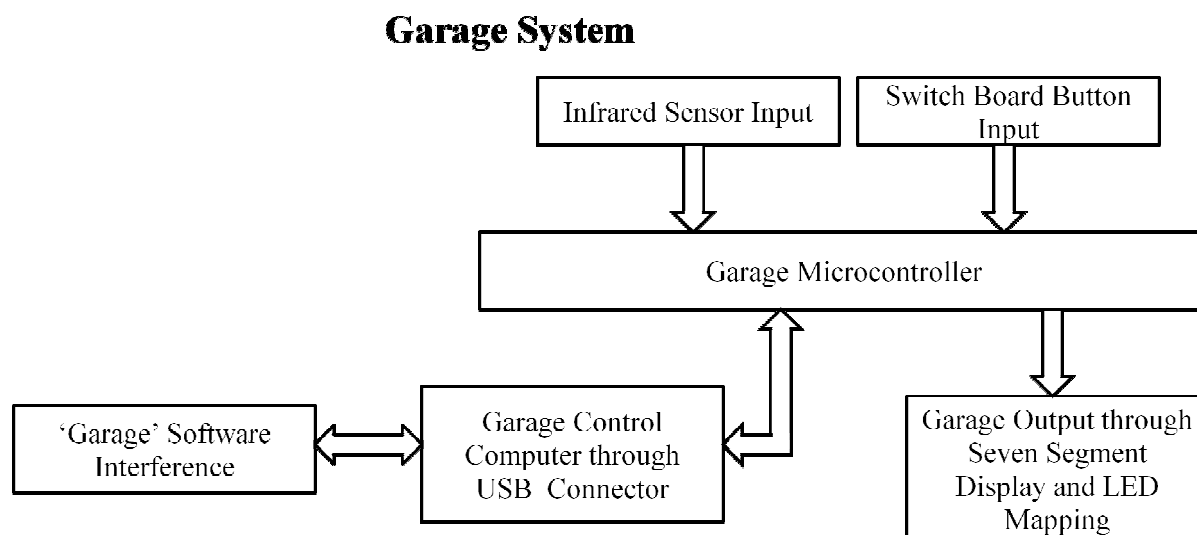 Garage System
Infrared Sensor Input
Switch Board Button
Input
Garage Microcontroller
'Garage' Software
Interference
Garage Control
Computer through
USB Connector
Garage Output through
Seven Segment
Display and LED
Mapping